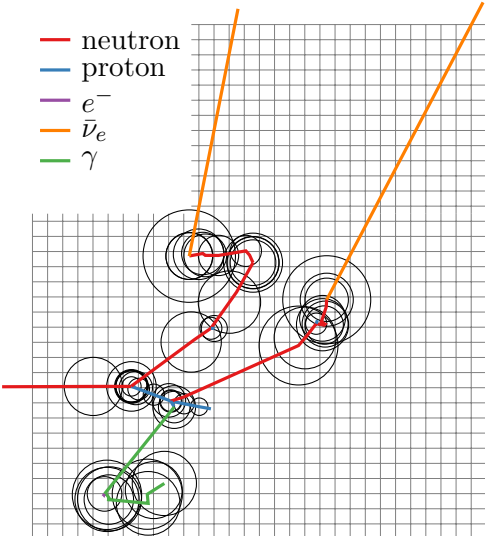 neutron
proton
e⁻
ν̄ₑ
γ